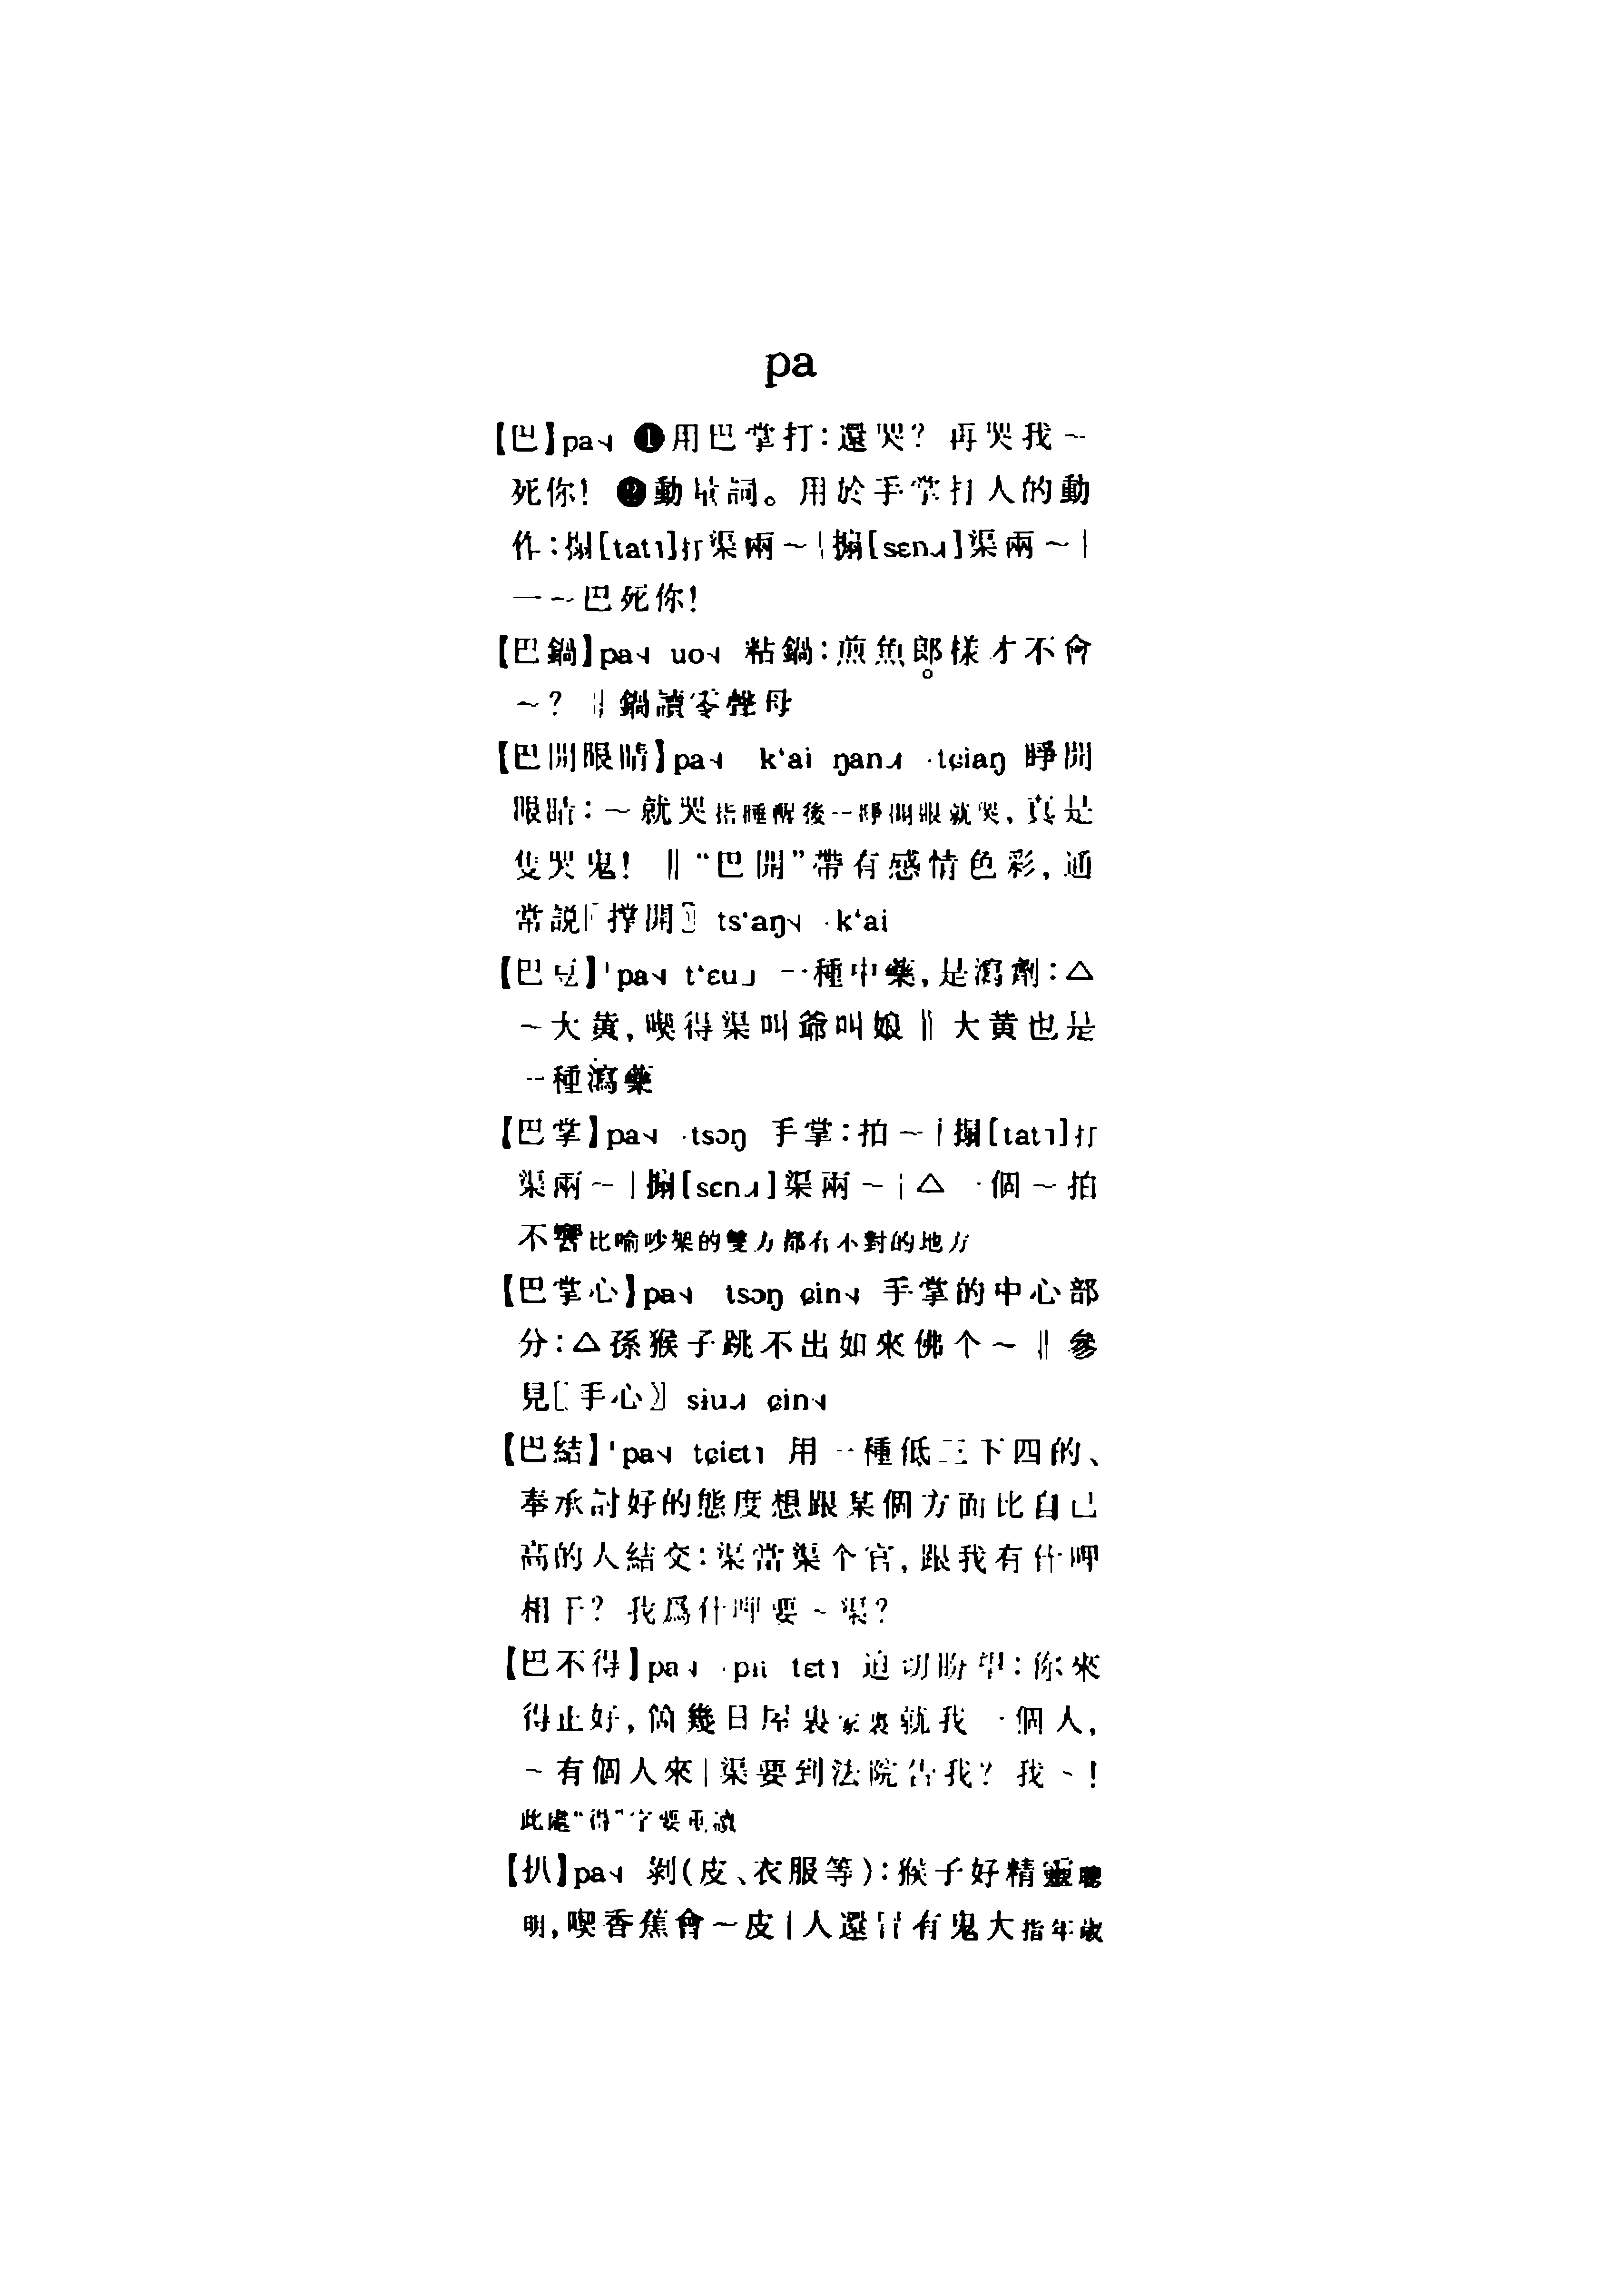 pa
【巴】pa˧˨ ❶用巴掌打：還哭？再哭我～
死你！ ❷動量詞。用於手掌打人的動
作：搨[tat˥]打渠兩～|搧[sɛn˨˦]渠兩～|
一～巴死你！
【巴鍋】pa˧˨ uo˧˨ 粘鍋：煎魚郎樣才不會
～？ ‖鍋讀零聲母
【巴開眼睛】pa˧˨ k‘ai ŋan˨˦ ·tɕiaŋ 睜開
眼睛：～就哭指睡醒後一睜開眼就哭，真是
隻哭鬼！ ‖“巴開”帶有感情色彩，通
常説〖撑開〗 ts‘aŋ˧˨ ·k‘ai
【巴豆】'pa˧˨ t‘ɛu˩ 一種中藥，是瀉劑：△
～大黄，喫得渠叫爺叫娘‖大黄也是
一種瀉藥
【巴掌】pa˧˨ ·tsɔŋ 手掌：拍～|搨[tat˥]打
渠兩～|搧[sɛn˨˦]渠兩～|△一個～拍
不響比喻吵架的雙方都有不對的地方
【巴掌心】pa˧˨ tsɔŋ ɕin˧˨ 手掌的中心部
分：△孫猴子跳不出如來佛个～‖參
見〖手心〗 sɨu˨˦ ɕin˧˨
【巴結】'pa˧˨ tɕiɛt˥ 用一種低三下四的、
奉承討好的態度想跟某個方面比自己
高的人結交：渠當渠个官，跟我有什呷
相干？我爲什呷要～渠？
【巴不得】pa˧˨ ·pɨt tɛt˥ 迫切盼望：你來
得正好，箇幾日屋裏家裏就我一個人，
～有個人來|渠要到法院告我？我～！
此處“得”字要重讀
【扒】pa˧˨ 剥（皮、衣服等）：猴子好精靈聰
明，喫香蕉會～皮|人還冇有鬼大指年歲